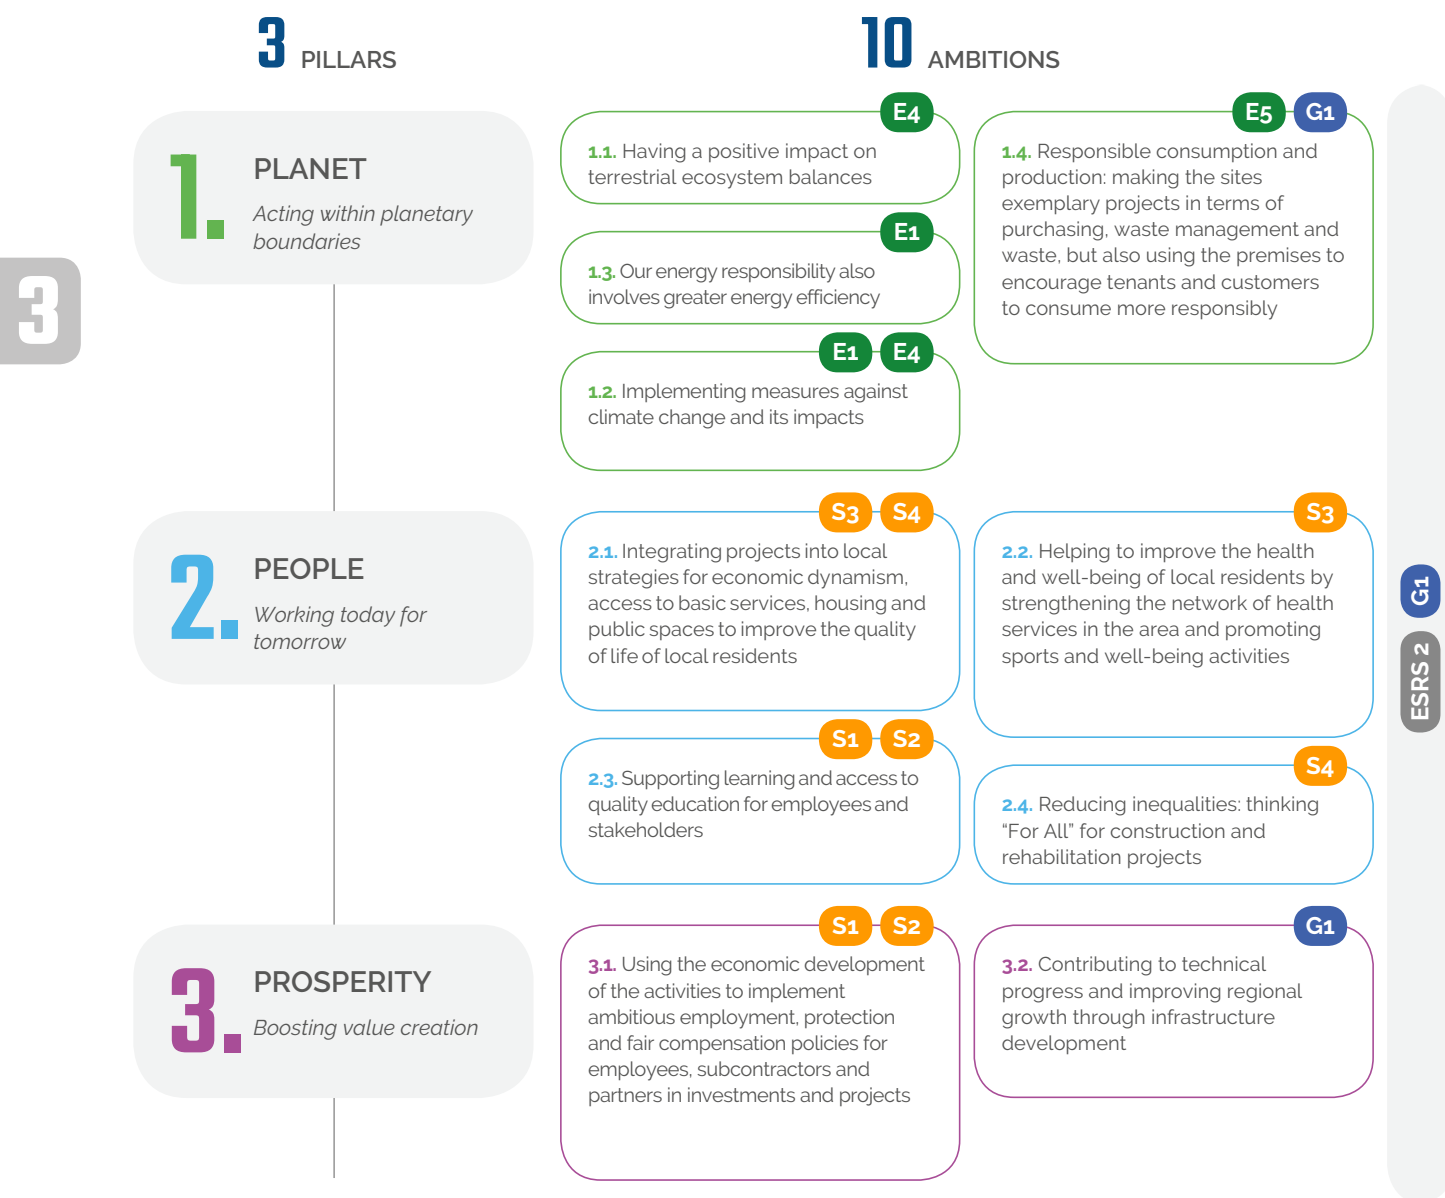 3 PILLARS
10 AMBITIONS
3
1.
PLANET
Acting within planetary
boundaries
E4
1.1. Having a positive impact on
terrestrial ecosystem balances
E1
1.3. Our energy responsibility also
involves greater energy efficiency
E1 E4
1.2. Implementing measures against
climate change and its impacts
E5 G1
1.4. Responsible consumption and
production: making the sites
exemplary projects in terms of
purchasing, waste management and
waste, but also using the premises to
encourage tenants and customers
to consume more responsibly
2.
PEOPLE
Working today for
tomorrow
S3 S4
2.1. Integrating projects into local
strategies for economic dynamism,
access to basic services, housing and
public spaces to improve the quality
of life of local residents
S3
2.2. Helping to improve the health
and well-being of local residents by
strengthening the network of health
services in the area and promoting
sports and well-being activities
S1 S2
2.3. Supporting learning and access to
quality education for employees and
stakeholders
S4
2.4. Reducing inequalities: thinking
“For All” for construction and
rehabilitation projects
3.
PROSPERITY
Boosting value creation
S1 S2
3.1. Using the economic development
of the activities to implement
ambitious employment, protection
and fair compensation policies for
employees, subcontractors and
partners in investments and projects
G1
3.2. Contributing to technical
progress and improving regional
growth through infrastructure
development
ESRS 2 G1